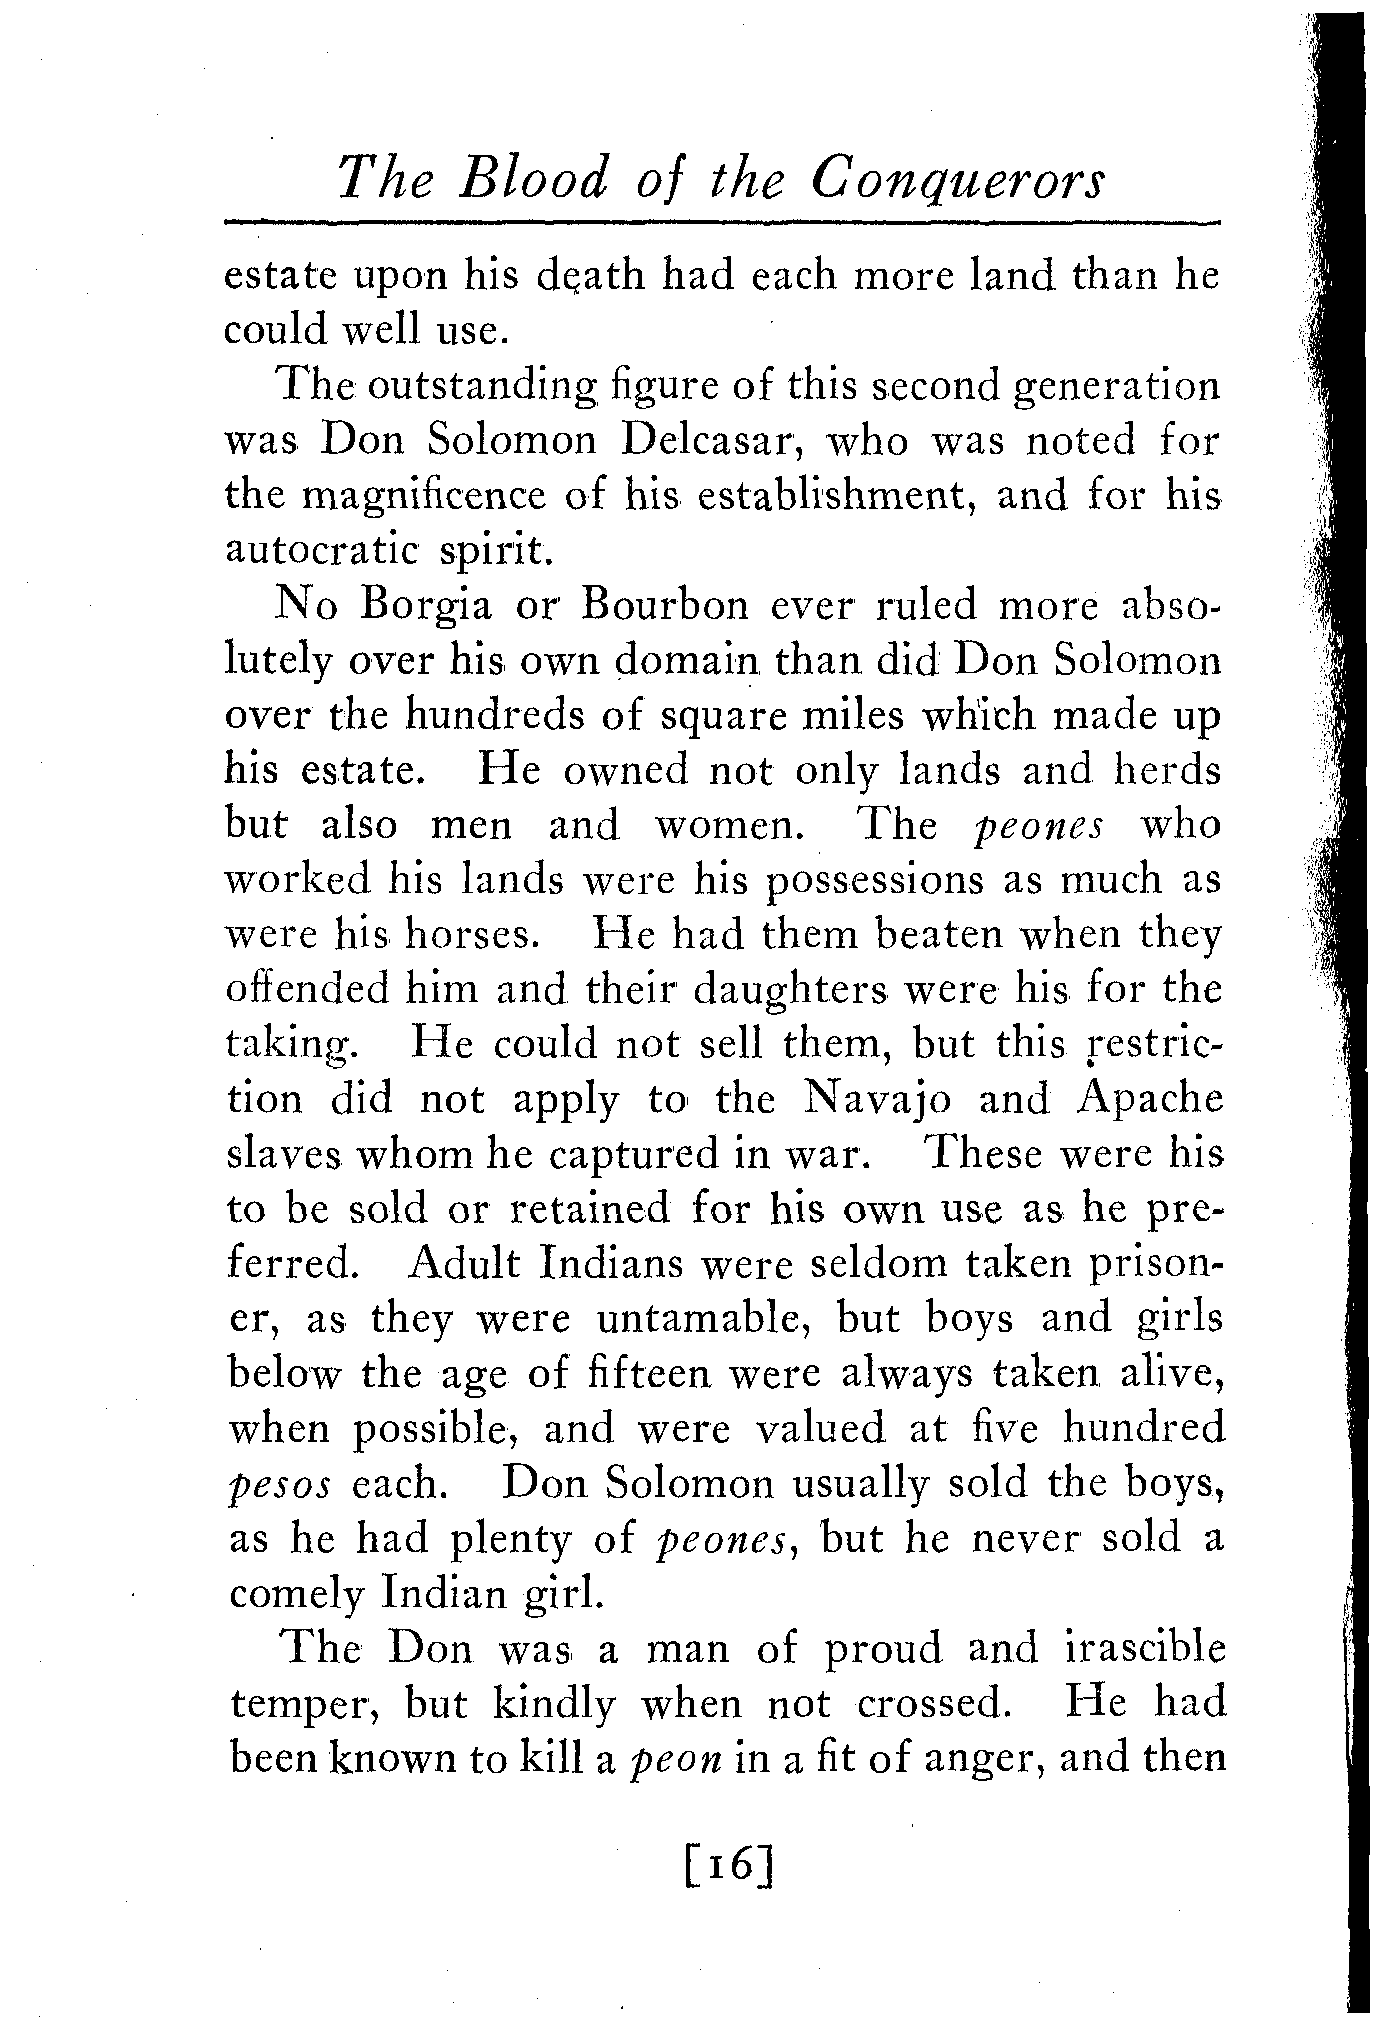 The Blood of the Conquerors
estate upon his death had each more land than he
could well use.
The outstanding figure of this second generation
was Don Solomon Delcasar, who was noted for
the magnificence of his establishment, and for his
autocratic spirit.
No Borgia or Bourbon ever ruled more abso-
lutely over his own domain than did Don Solomon
over the hundreds of square miles which made up
his estate. He owned not only lands and herds
but also men and women. The peones who
worked his lands were his possessions as much as
were his horses. He had them beaten when they
offended him and their daughters were his for the
taking. He could not sell them, but this restric-
tion did not apply to the Navajo and Apache
slaves whom he captured in war. These were his
to be sold or retained for his own use as he pre-
ferred. Adult Indians were seldom taken prison-
er, as they were untamable, but boys and girls
below the age of fifteen were always taken alive,
when possible, and were valued at five hundred
pesos each. Don Solomon usually sold the boys,
as he had plenty of peones, but he never sold a
comely Indian girl.
The Don was a man of proud and irascible
temper, but kindly when not crossed. He had
been known to kill a peon in a fit of anger, and then
[16]